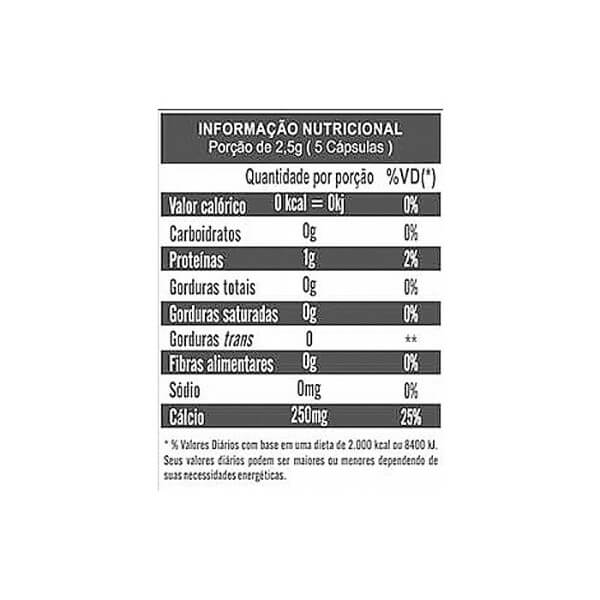 INFORMAÇÃO NUTRICIONAL
Porção de 2,5g ( 5 Cápsulas )
Quantidade por porção %VD(*)
Valor calórico 0 kcal = 0kj 0%
Carboidratos 0g 0%
Proteínas 1g 2%
Gorduras totais 0g 0%
Gorduras saturadas 0g 0%
Gorduras trans 0 **
Fibras alimentares 0g 0%
Sódio 0mg 0%
Cálcio 250mg 25%
* % Valores Diários com base em uma dieta de 2.000 kcal ou 8400 kJ.
Seus valores diários podem ser maiores ou menores dependendo de
suas necessidades energéticas.